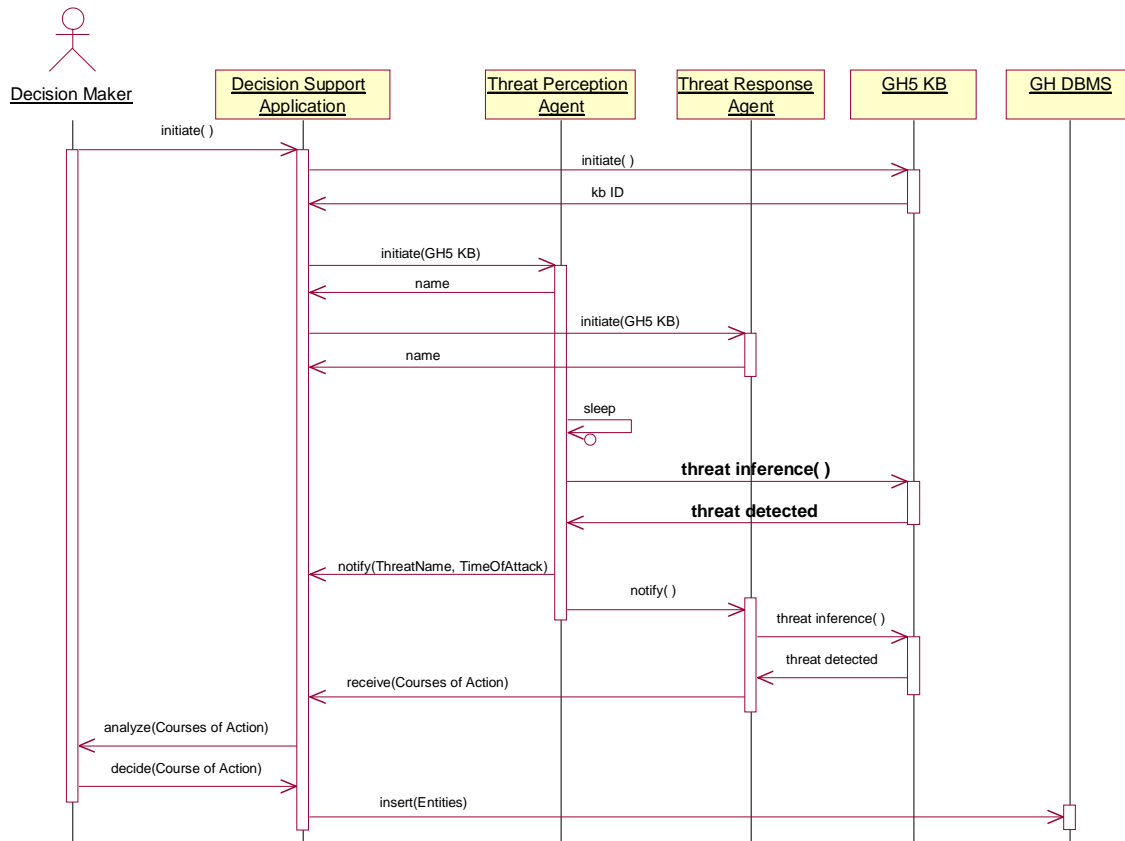 Decision Maker
Decision Support
Application
Threat Perception
Agent
Threat Response
Agent
GH5 KB
GH DBMS
initiate( )
initiate( )
kb ID
initiate(GH5 KB)
name
initiate(GH5 KB)
name
sleep
threat inference( )
threat detected
notify(ThreatName, TimeOfAttack)
notify( )
threat inference( )
threat detected
receive(Courses of Action)
analyze(Courses of Action)
decide(Course of Action)
insert(Entities)